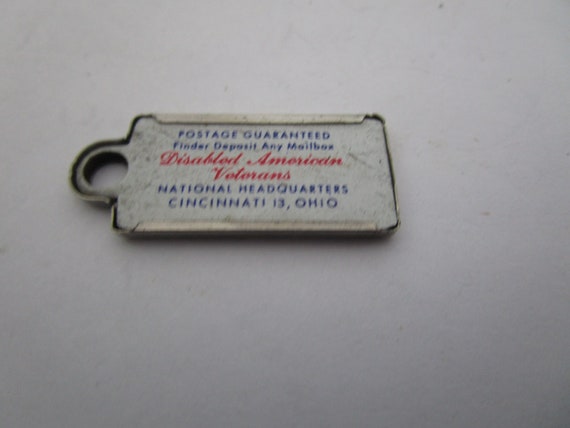 POSTAGE GUARANTEED
Finder Deposit Any Mailbox
Disabled American
Veterans
NATIONAL HEADQUARTERS
CINCINNATI 13, OHIO